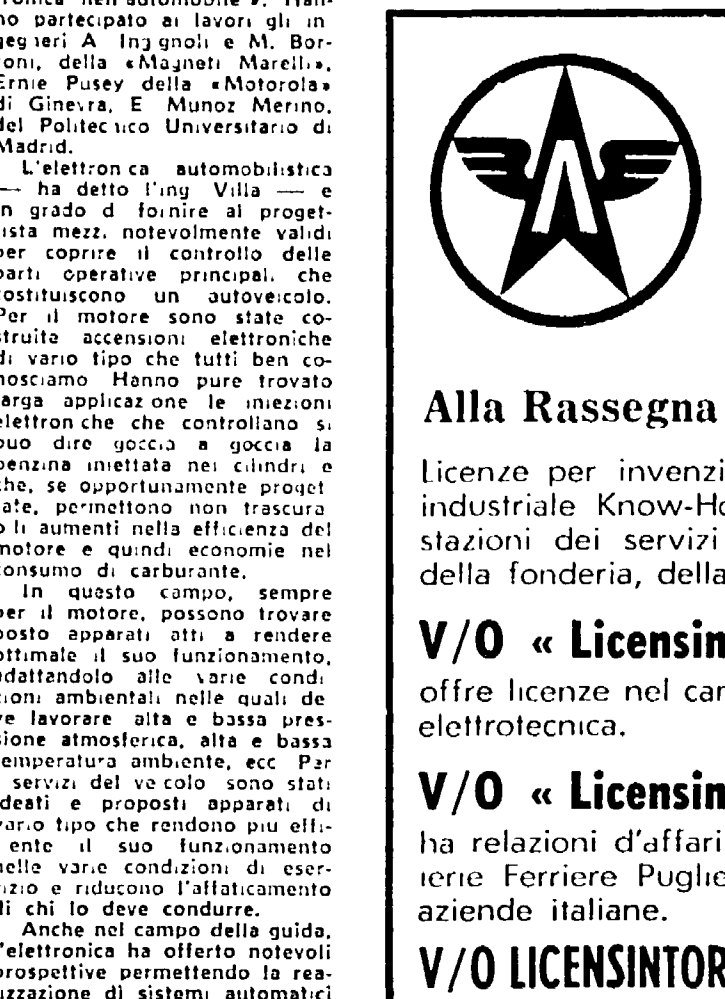 no partecipato ai lavori gli in
gegneri A Ingignoli e M. Bor-
roni, della «Magneti Marelli»,
Ernie Pusey della «Motorola»
di Ginevra, E Munoz Merino,
del Politecnico Universitario di
Madrid.
L'elettronica automobilistica
— ha detto l'ing Villa — e
in grado di fornire al proget-
tista mezzi notevolmente validi
per coprire il controllo delle
parti operative principali che
costituiscono un autoveicolo.
Per il motore sono state co-
struite accensioni elettroniche
di vario tipo che tutti ben co-
nosciamo Hanno pure trovato
larga applicazione le iniezioni
elettroniche che controllano si
puo dire goccia a goccia la
benzina iniettata nei cilindri e
che, se opportunamente proget
tate, permettono non trascura
bili aumenti nella efficienza del
motore e quindi economie nel
consumo di carburante.
In questo campo, sempre
per il motore, possono trovare
posto apparati atti a rendere
ottimale il suo funzionamento,
adattandolo alle varie condi
zioni ambientali nelle quali de
ve lavorare alta e bassa pres-
sione atmosferica, alta e bassa
temperatura ambiente, ecc Per
i servizi del veicolo sono stati
ideati e proposti apparati di
vario tipo che rendono piu effi-
ente il suo funzionamento
nelle varie condizioni di eser-
cizio e riducono l'affaticamento
di chi lo deve condurre.
Anche nel campo della guida,
l'elettronica ha offerto notevoli
prospettive permettendo la rea-
lizzazione di sistemi automatici
Alla Rassegna
Licenze per invenzi
industriale Know-Ho
stazioni dei servizi
della fonderia, della
V/O « Licensin
offre licenze nel cam
elettrotecnica.
V/O « Licensin
ha relazioni d'affari
ierie Ferriere Puglie
aziende italiane.
V/O LICENSINTOR